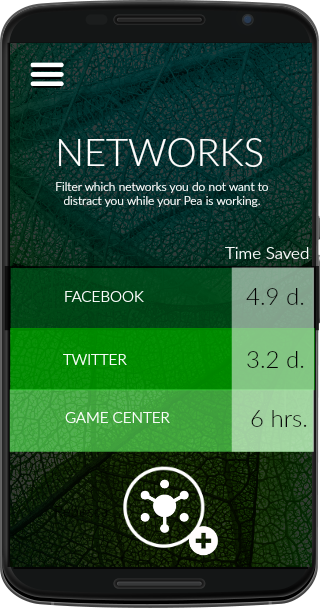 NETWORKS
Filter which networks you do not want to
distract you while your Pea is working.
Time Saved
FACEBOOK 4.9 d.
TWITTER 3.2 d.
GAME CENTER 6 hrs.